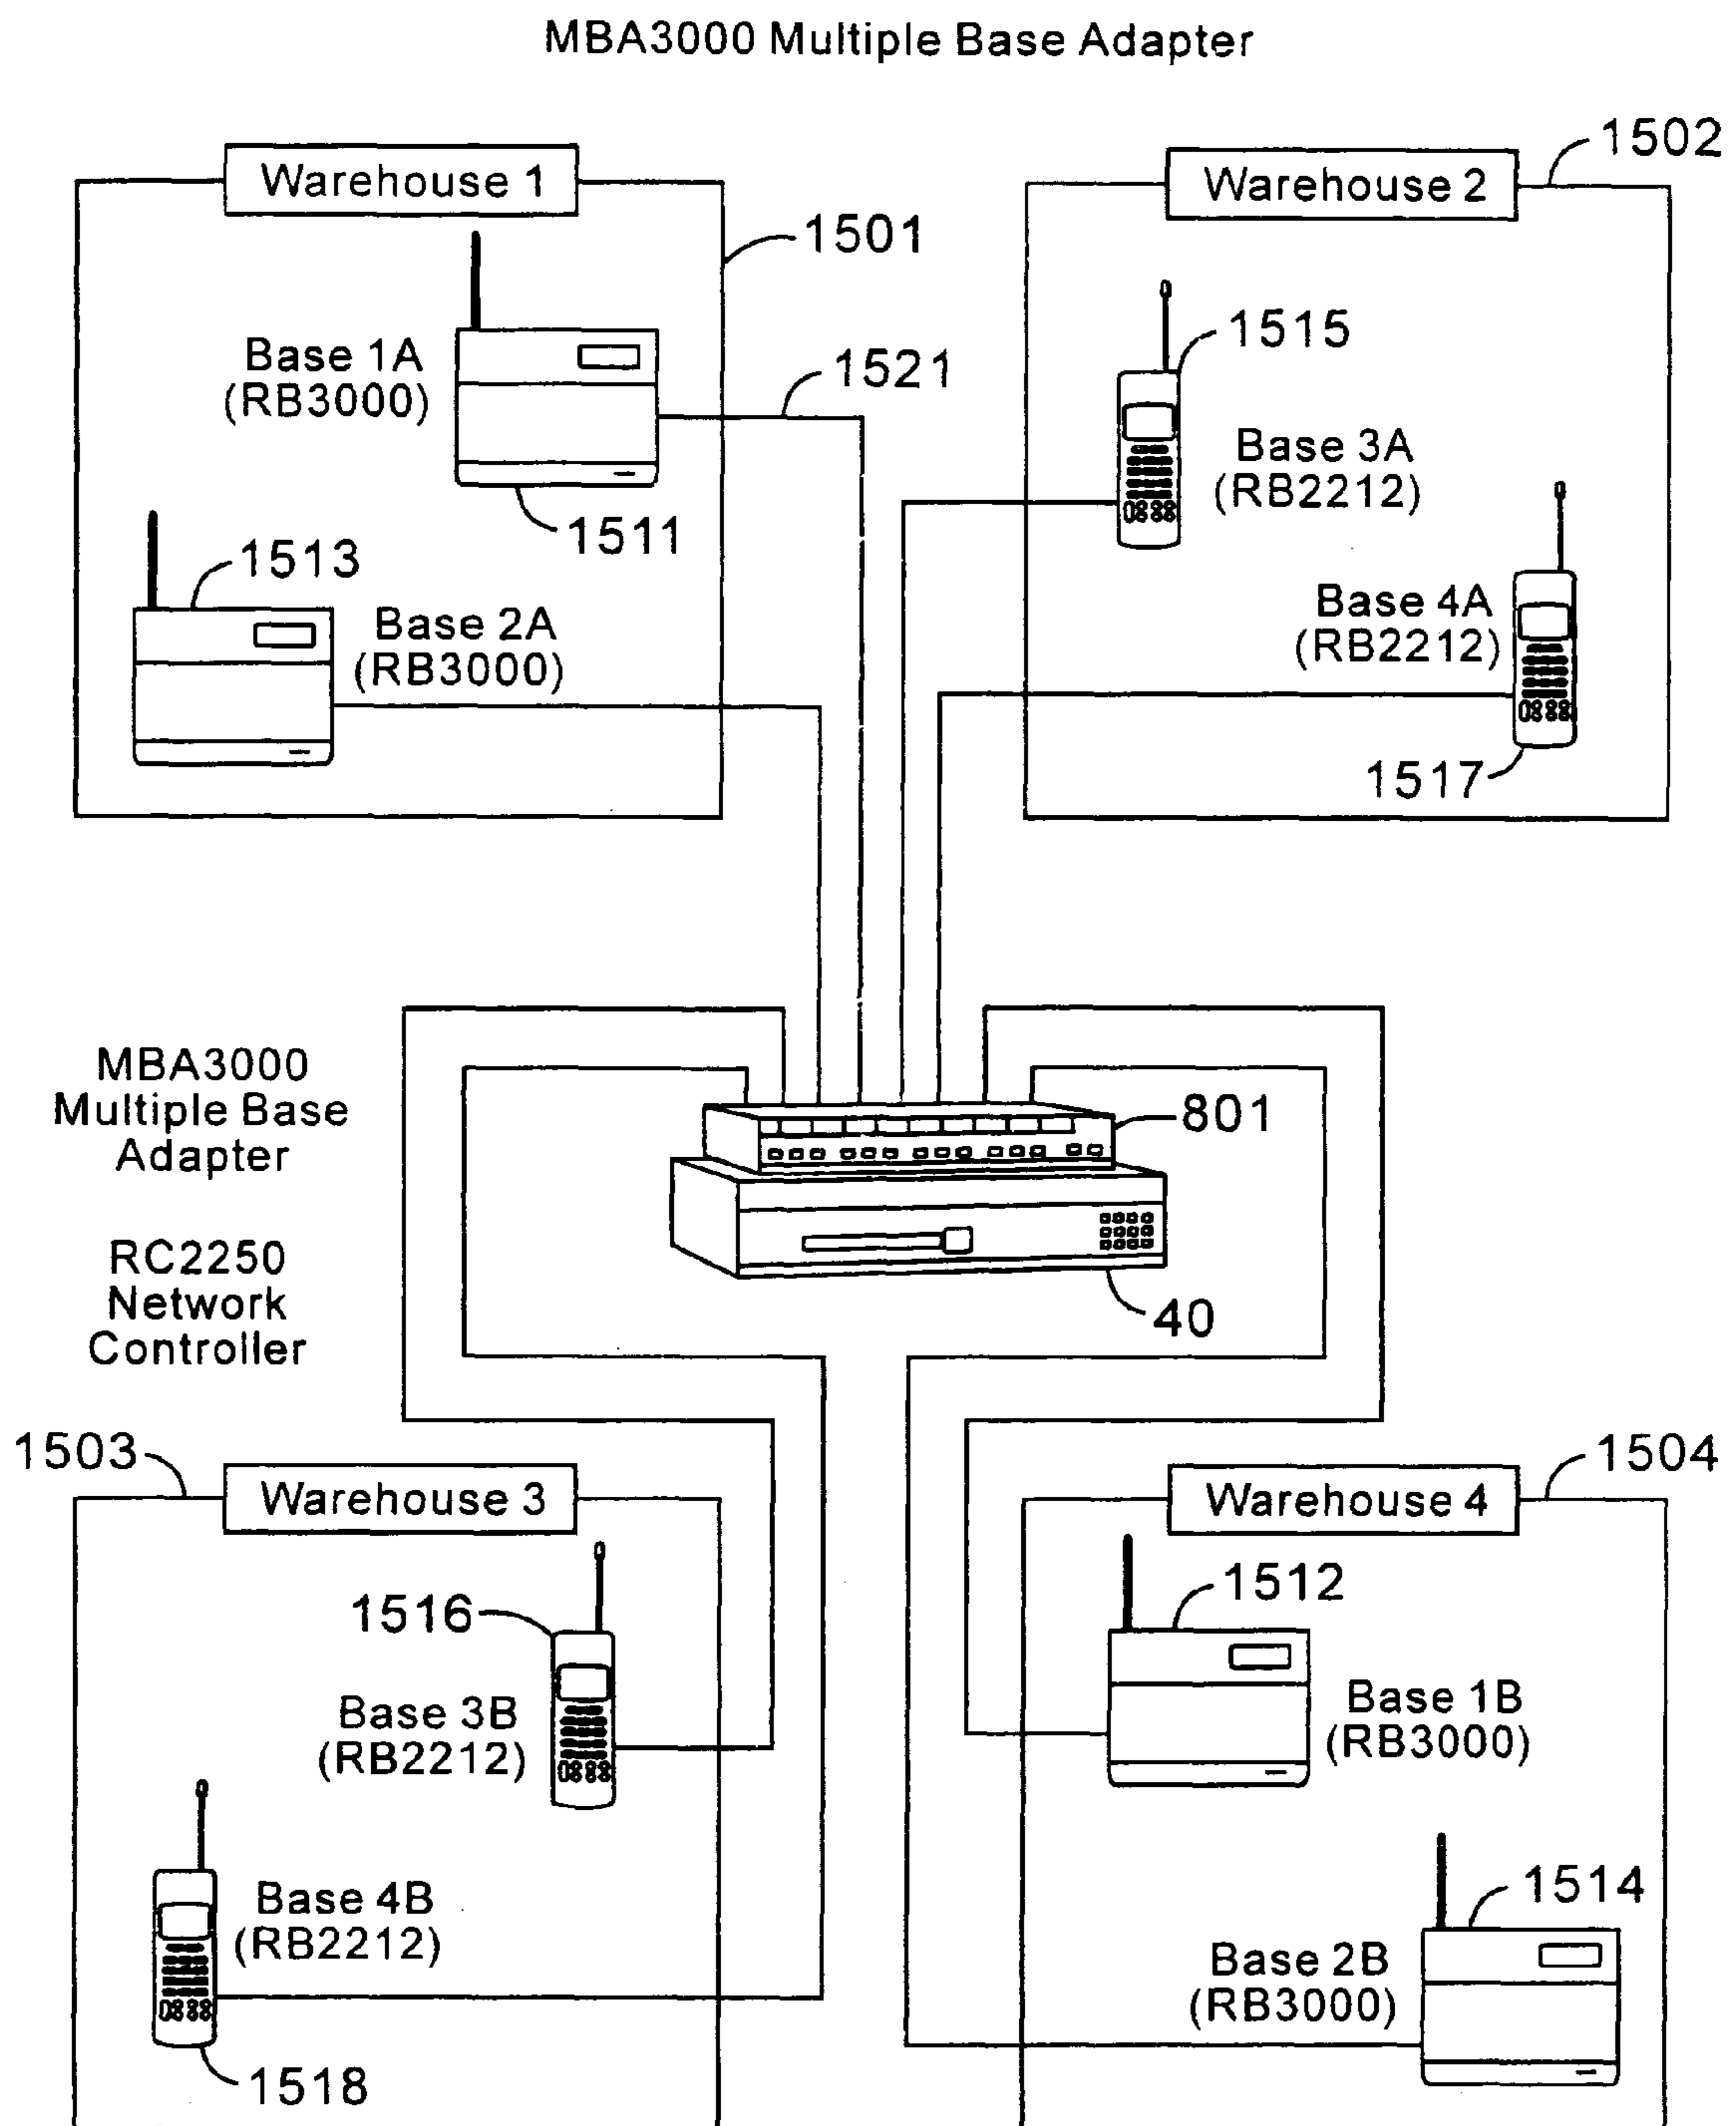 MBA3000 Multiple Base Adapter
Warehouse 1
1501
Base 1A
(RB3000)
1521
1511
1513
Base 2A
(RB3000)
Warehouse 2
1502
1515
Base 3A
(RB2212)
Base 4A
(RB2212)
1517
MBA3000
Multiple Base
Adapter
RC2250
Network
Controller
801
40
1503
Warehouse 3
1516
Base 3B
(RB2212)
Base 4B
(RB2212)
1518
Warehouse 4
1504
1512
Base 1B
(RB3000)
1514
Base 2B
(RB3000)